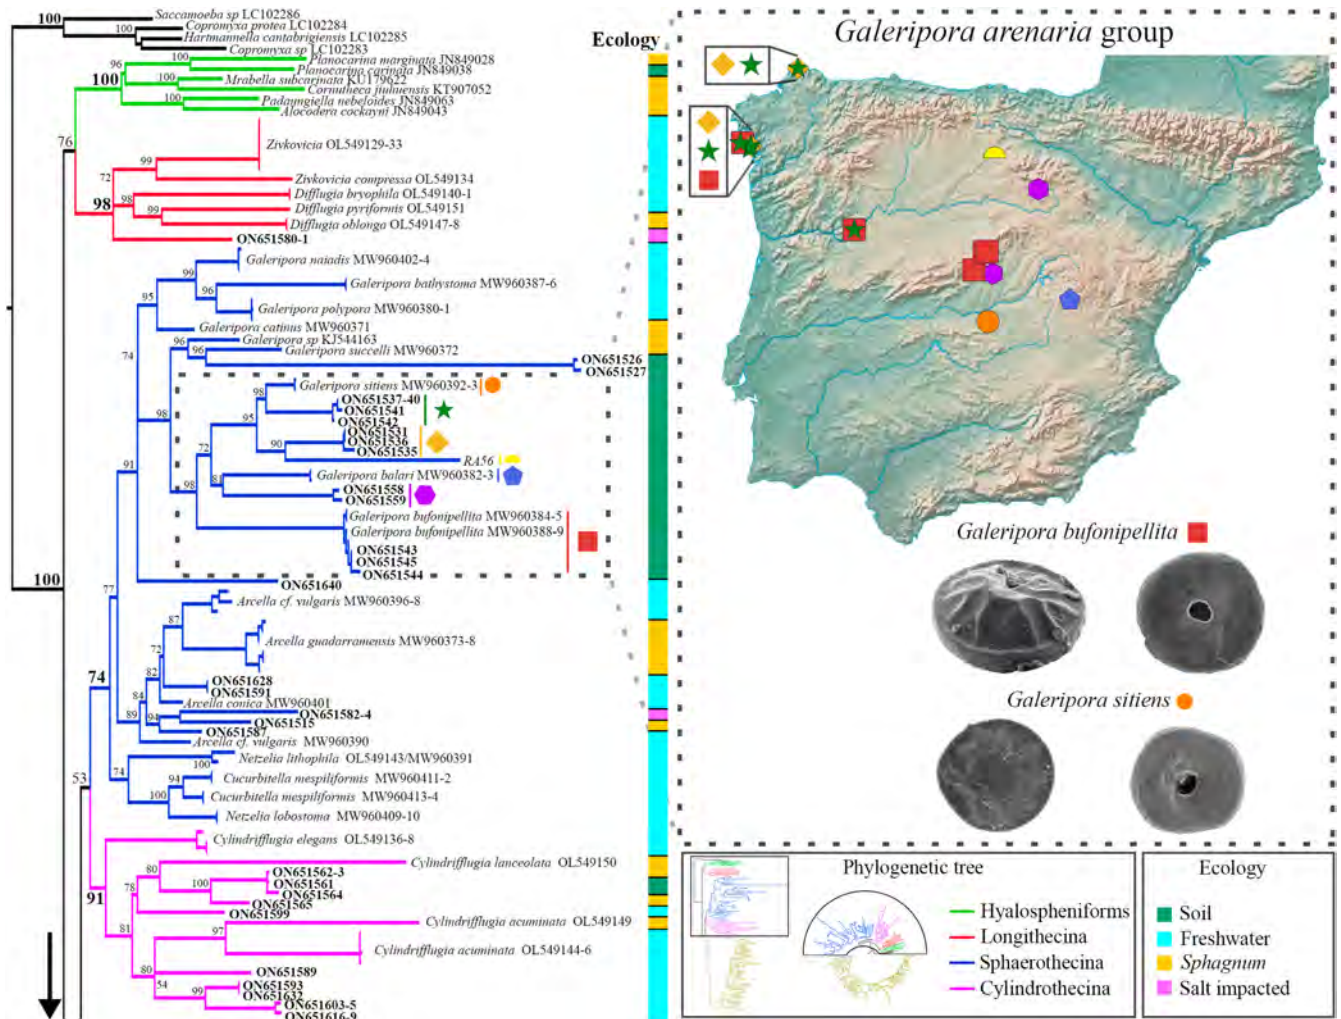 Saccamoeba sp LC102286
100
Copromyxa protea LC102284
100
Hartmannella cantabrigiensis LC102285
Copromyxa sp LC102283
Ecology
Planocarina marginata JN849028
100
96
Planocarina carinata JN849038
100
Mrabella subcarinata KU179622
100
Cornutheca jiuhuensis KT907052
Padaungiella nebeloides JN849063
100
Alocodera cockayni JN849043
76
Zivkovicia OL549129-33
99
72
Zivkovicia compressa OL549134
Difflugia bryophila OL549140-1
98
98
Difflugia pyriformis OL549151
99
Difflugia oblonga OL549147-8
ON651580-1
Galeripora naiadis MW960402-4
99
Galeripora bathystoma MW960387-6
96
95
Galeripora polypora MW960380-1
Galeripora catinus MW960371
96
Galeripora sp KJ544163
74
96
Galeripora succelli MW960372
ON651526
ON651527
Galeripora sitiens MW960392-3
98
ON651537-40
ON651541
98
95
ON651542
ON651531
90
ON651536
72
ON651535
RA56
91
Galeripora balari MW960382-3
81
98
ON651558
ON651559
Galeripora bufonipellita MW960384-5
Galeripora bufonipellita MW960388-9
ON651543
ON651545
ON651544
100
ON651640
77
Arcella cf. vulgaris MW960396-8
87
Arcella guadarramensis MW960373-8
72
74
82
ON651628
ON651591
84
Arcella conica MW960401
89
94
ON651582-4
ON651515
ON651587
Arcella cf. vulgaris MW960390
Netzelia lithophila OL549143/MW960391
74
100
53
94
Cucurbitella mespiliformis MW960411-2
100
Cucurbitella mespiliformis MW960413-4
Netzelia lobostoma MW960409-10
Cylindrifflugia elegans OL549136-8
Cylindrifflugia lanceolata OL549150
80
ON651562-3
100
ON651561
78
91
ON651564
ON651565
ON651599
Cylindrifflugia acuminata OL549149
81
97
Cylindrifflugia acuminata OL549144-6
80
ON651589
54
ON651593
99
ON651632
ON651603-5
ON651616-9
Galeripora arenaria group
Galeripora bufonipellita
Galeripora sitiens
Phylogenetic tree
Hyalospheniforms
Longithecina
Sphaerothecina
Cylindrothecina
Ecology
Soil
Freshwater
Sphagnum
Salt impacted